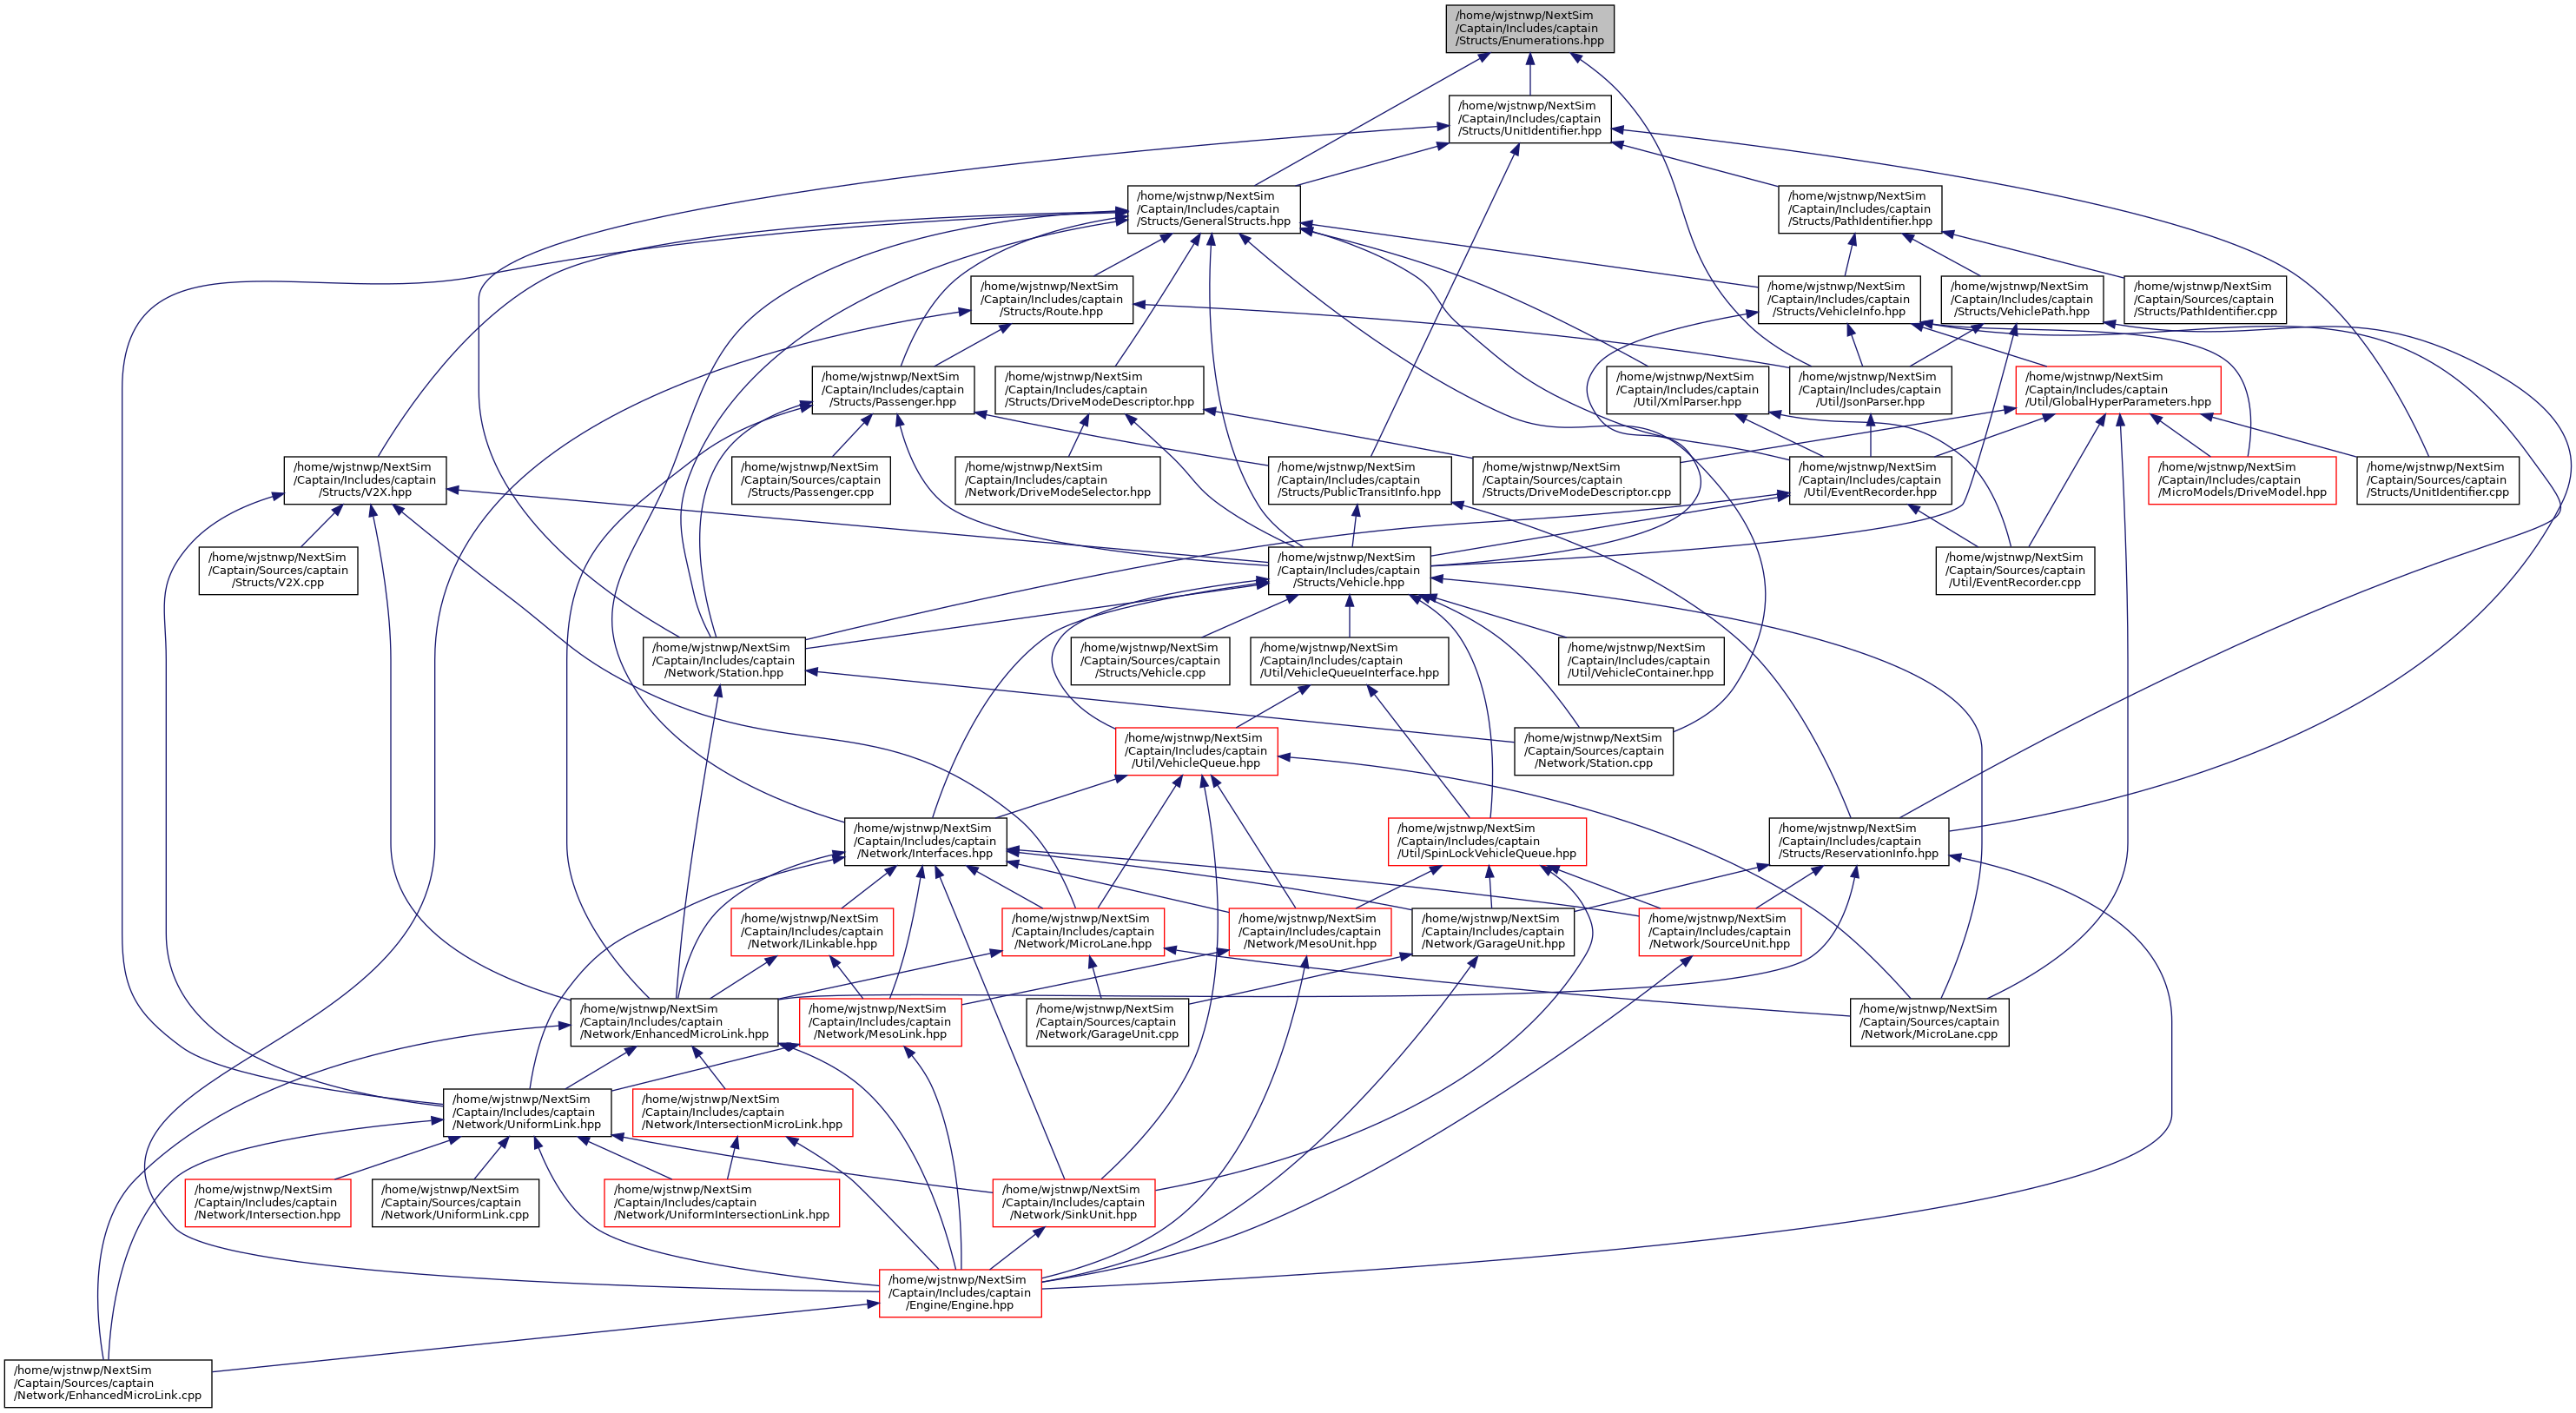 /home/wjstnwp/NextSim
/Captain/Includes/captain
/Structs/Enumerations.hpp
/home/wjstnwp/NextSim
/Captain/Includes/captain
/Structs/UnitIdentifier.hpp
/home/wjstnwp/NextSim
/Captain/Includes/captain
/Structs/GeneralStructs.hpp
/home/wjstnwp/NextSim
/Captain/Includes/captain
/Structs/PathIdentifier.hpp
/home/wjstnwp/NextSim
/Captain/Includes/captain
/Structs/Route.hpp
/home/wjstnwp/NextSim
/Captain/Includes/captain
/Structs/VehicleInfo.hpp
/home/wjstnwp/NextSim
/Captain/Includes/captain
/Structs/VehiclePath.hpp
/home/wjstnwp/NextSim
/Captain/Sources/captain
/Structs/PathIdentifier.cpp
/home/wjstnwp/NextSim
/Captain/Includes/captain
/Structs/Passenger.hpp
/home/wjstnwp/NextSim
/Captain/Includes/captain
/Structs/DriveModeDescriptor.hpp
/home/wjstnwp/NextSim
/Captain/Includes/captain
/Util/XmlParser.hpp
/home/wjstnwp/NextSim
/Captain/Includes/captain
/Util/JsonParser.hpp
/home/wjstnwp/NextSim
/Captain/Includes/captain
/Util/GlobalHyperParameters.hpp
/home/wjstnwp/NextSim
/Captain/Includes/captain
/Structs/V2X.hpp
/home/wjstnwp/NextSim
/Captain/Sources/captain
/Structs/Passenger.cpp
/home/wjstnwp/NextSim
/Captain/Includes/captain
/Network/DriveModeSelector.hpp
/home/wjstnwp/NextSim
/Captain/Includes/captain
/Structs/PublicTransitInfo.hpp
/home/wjstnwp/NextSim
/Captain/Sources/captain
/Structs/DriveModeDescriptor.cpp
/home/wjstnwp/NextSim
/Captain/Includes/captain
/Util/EventRecorder.hpp
/home/wjstnwp/NextSim
/Captain/Includes/captain
/MicroModels/DriveModel.hpp
/home/wjstnwp/NextSim
/Captain/Sources/captain
/Structs/UnitIdentifier.cpp
/home/wjstnwp/NextSim
/Captain/Sources/captain
/Structs/V2X.cpp
/home/wjstnwp/NextSim
/Captain/Includes/captain
/Structs/Vehicle.hpp
/home/wjstnwp/NextSim
/Captain/Sources/captain
/Util/EventRecorder.cpp
/home/wjstnwp/NextSim
/Captain/Includes/captain
/Network/Station.hpp
/home/wjstnwp/NextSim
/Captain/Sources/captain
/Structs/Vehicle.cpp
/home/wjstnwp/NextSim
/Captain/Includes/captain
/Util/VehicleQueueInterface.hpp
/home/wjstnwp/NextSim
/Captain/Includes/captain
/Util/VehicleContainer.hpp
/home/wjstnwp/NextSim
/Captain/Includes/captain
/Util/VehicleQueue.hpp
/home/wjstnwp/NextSim
/Captain/Sources/captain
/Network/Station.cpp
/home/wjstnwp/NextSim
/Captain/Includes/captain
/Network/Interfaces.hpp
/home/wjstnwp/NextSim
/Captain/Includes/captain
/Util/SpinLockVehicleQueue.hpp
/home/wjstnwp/NextSim
/Captain/Includes/captain
/Structs/ReservationInfo.hpp
/home/wjstnwp/NextSim
/Captain/Includes/captain
/Network/ILinkable.hpp
/home/wjstnwp/NextSim
/Captain/Includes/captain
/Network/MicroLane.hpp
/home/wjstnwp/NextSim
/Captain/Includes/captain
/Network/MesoUnit.hpp
/home/wjstnwp/NextSim
/Captain/Includes/captain
/Network/GarageUnit.hpp
/home/wjstnwp/NextSim
/Captain/Includes/captain
/Network/SourceUnit.hpp
/home/wjstnwp/NextSim
/Captain/Includes/captain
/Network/EnhancedMicroLink.hpp
/home/wjstnwp/NextSim
/Captain/Includes/captain
/Network/MesoLink.hpp
/home/wjstnwp/NextSim
/Captain/Sources/captain
/Network/GarageUnit.cpp
/home/wjstnwp/NextSim
/Captain/Sources/captain
/Network/MicroLane.cpp
/home/wjstnwp/NextSim
/Captain/Includes/captain
/Network/UniformLink.hpp
/home/wjstnwp/NextSim
/Captain/Includes/captain
/Network/IntersectionMicroLink.hpp
/home/wjstnwp/NextSim
/Captain/Includes/captain
/Network/Intersection.hpp
/home/wjstnwp/NextSim
/Captain/Sources/captain
/Network/UniformLink.cpp
/home/wjstnwp/NextSim
/Captain/Includes/captain
/Network/UniformIntersectionLink.hpp
/home/wjstnwp/NextSim
/Captain/Includes/captain
/Network/SinkUnit.hpp
/home/wjstnwp/NextSim
/Captain/Includes/captain
/Engine/Engine.hpp
/home/wjstnwp/NextSim
/Captain/Sources/captain
/Network/EnhancedMicroLink.cpp